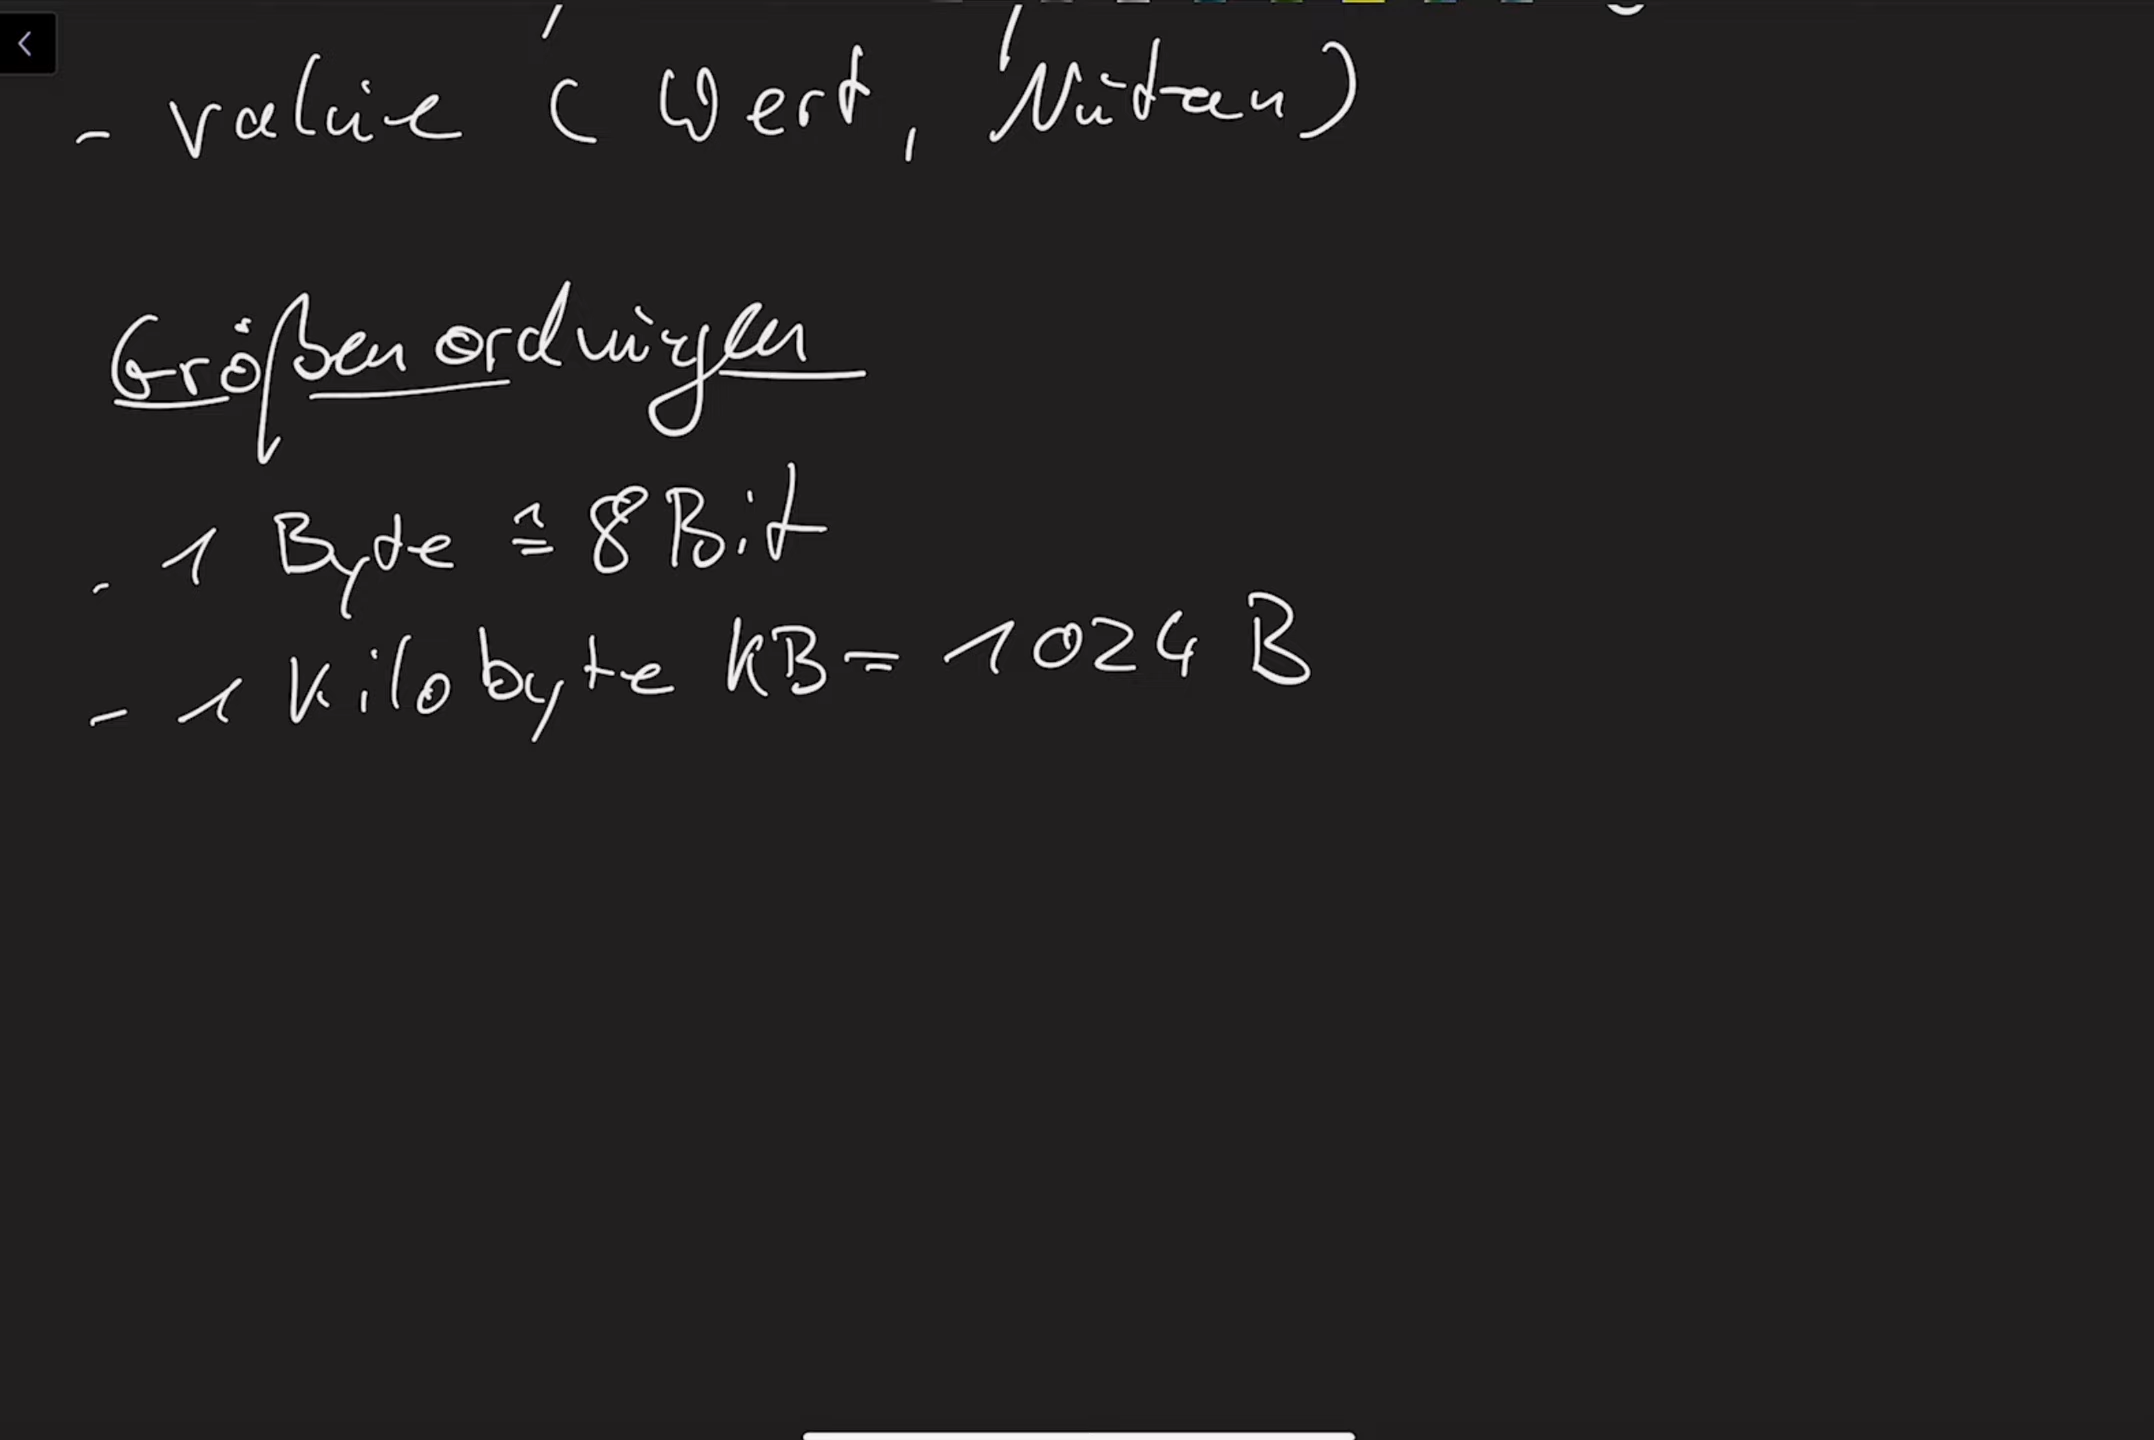 - value (Wert, Nutzen)
Größenordnungen
- 1 Byte ≙ 8 Bit
- 1 Kilobyte KB = 1024 B